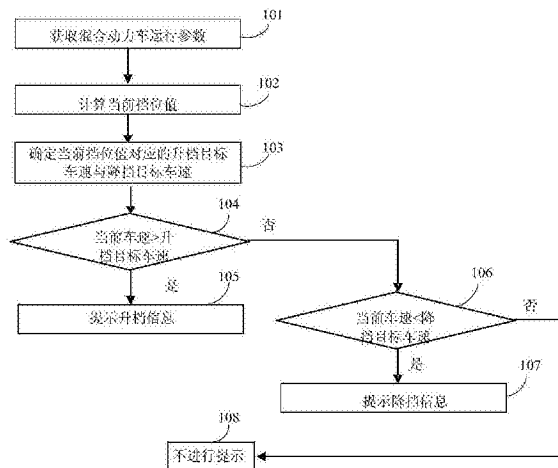 101
获取混合动力车运行参数
102
计算当前挡位值
103
确定当前挡位值对应的升档目标
车速与降挡目标车速
104
否
当前车速>升
挡目标车速
是
105
提示升档信息
106
否
当前车速<降
挡目标车速
是
107
提示降挡信息
108
不进行提示